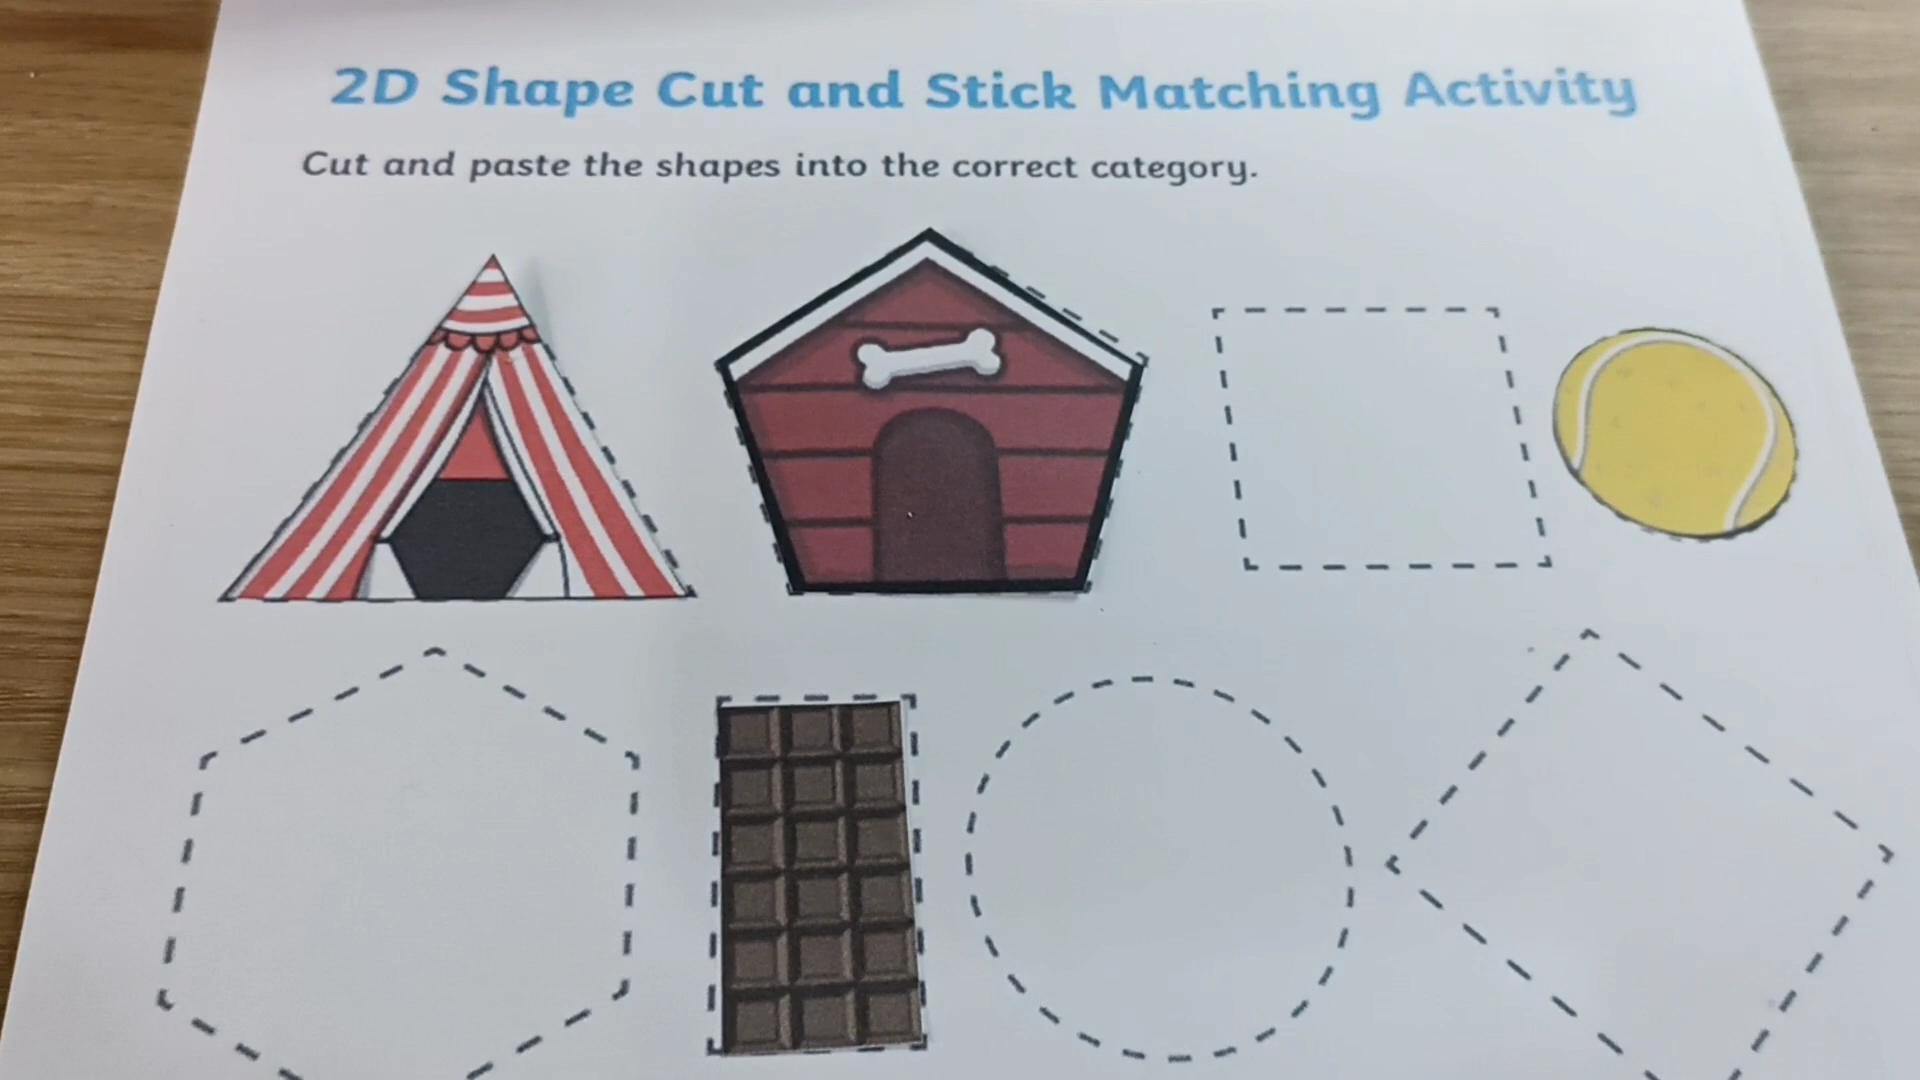 2D Shape Cut and Stick Matching Activity
Cut and paste the shapes into the correct category.